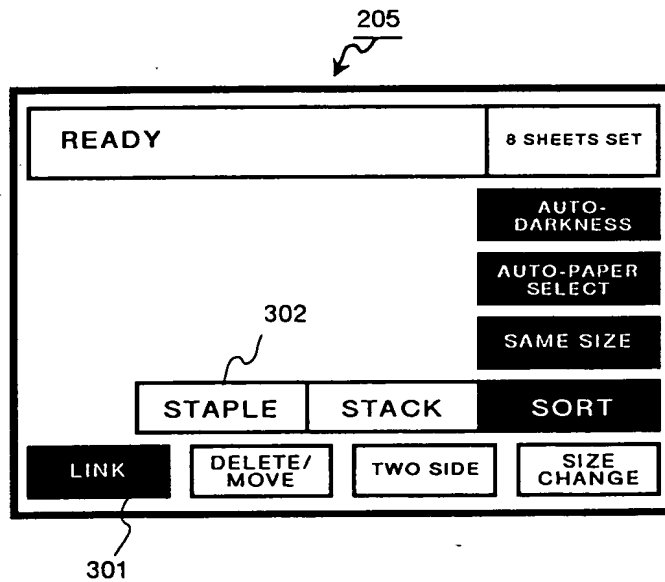 205
READY
8 SHEETS SET
AUTO-
DARKNESS
AUTO-PAPER
SELECT
SAME SIZE
302
STAPLE
STACK
SORT
LINK
DELETE/
MOVE
TWO SIDE
SIZE
CHANGE
301